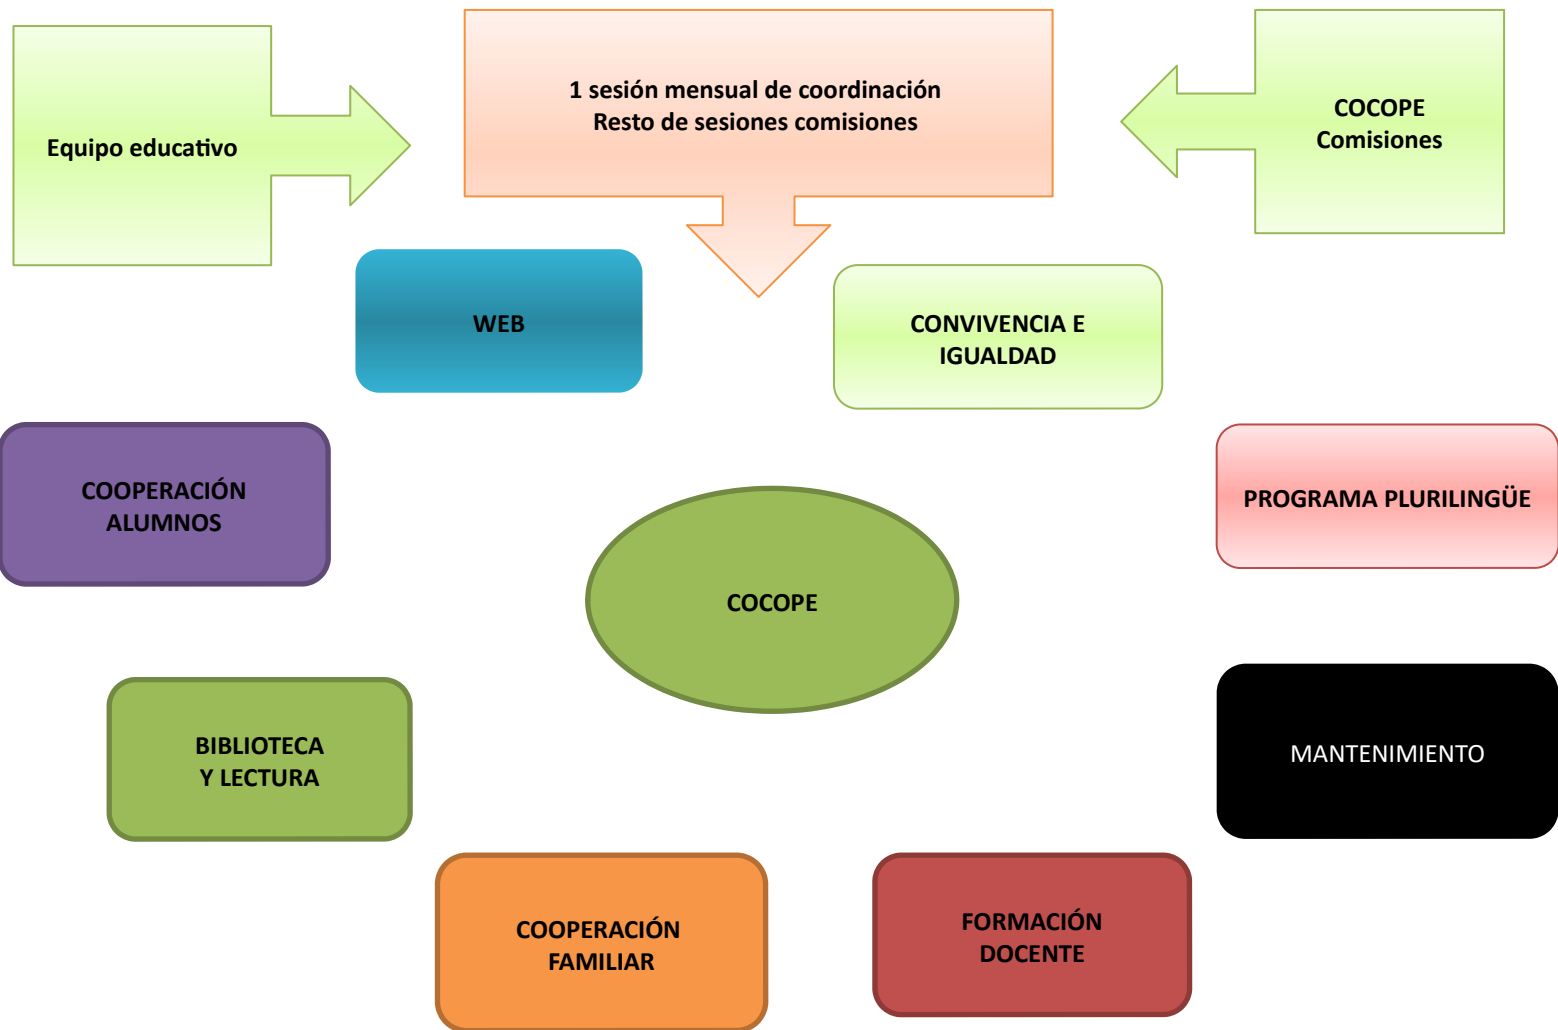 Equipo educativo
1 sesión mensual de coordinación
Resto de sesiones comisiones
COCOPE
Comisiones
WEB
CONVIVENCIA E
IGUALDAD
COOPERACIÓN
ALUMNOS
PROGRAMA PLURILINGÜE
COCOPE
BIBLIOTECA
Y LECTURA
MANTENIMIENTO
COOPERACIÓN
FAMILIAR
FORMACIÓN
DOCENTE